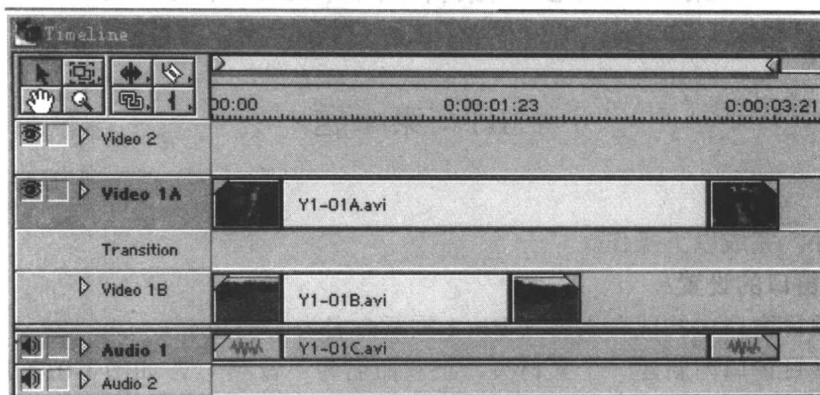 Timeline
00:00 0:00:01:23 0:00:03:21
Video 2
Video 1A
Y1-01A.avi
Transition
Video 1B
Y1-01B.avi
Audio 1
Y1-01C.avi
Audio 2